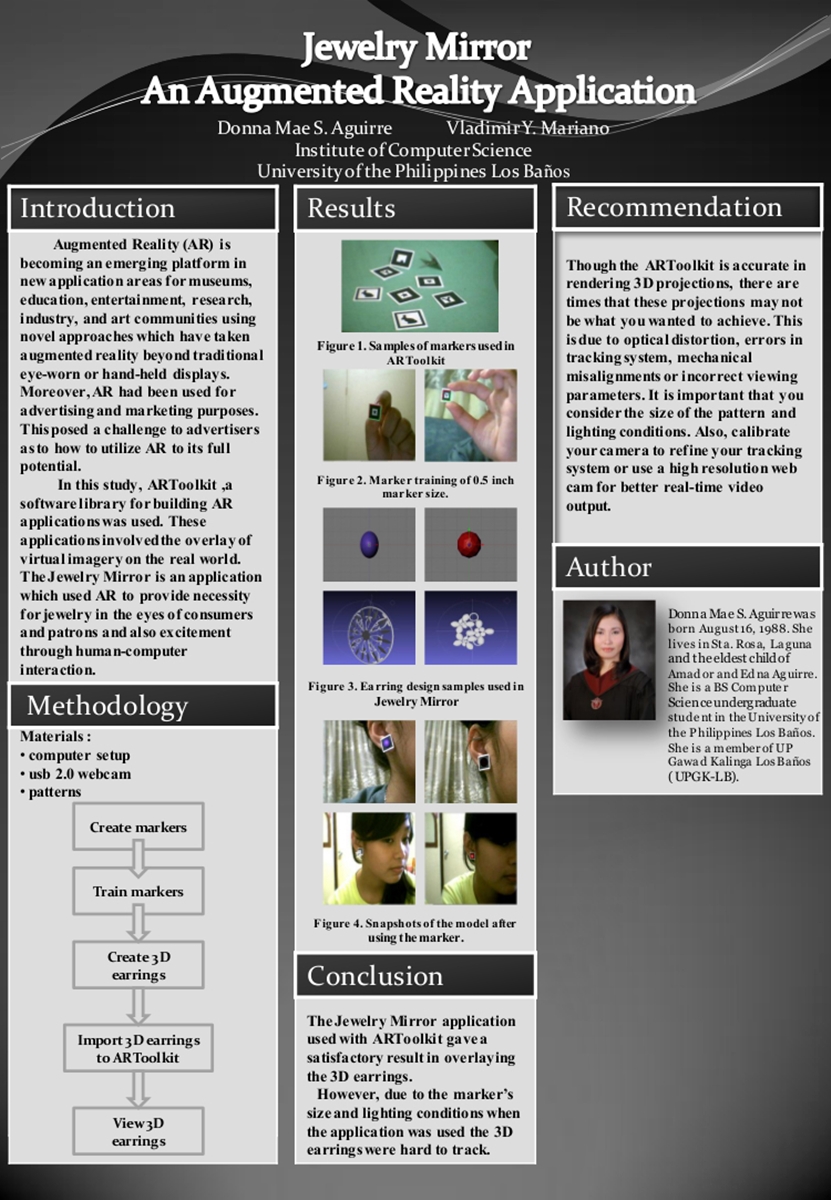 Jewelry Mirror
An Augmented Reality Application
Donna Mae S. Aguirre Vladimir Y. Mariano
Institute of Computer Science
University of the Philippines Los Baños
Introduction
Augmented Reality (AR) is
becoming an emerging platform in
new application areas for museums,
education, entertainment, research,
industry, and art communities using
novel approaches which have taken
augmented reality beyond traditional
eye-worn or hand-held displays.
Moreover, AR had been used for
advertising and marketing purposes.
This posed a challenge to advertisers
as to how to utilize AR to its full
potential.
In this study, ARToolkit ,a
software library for building AR
applications was used. These
applications involved the overlay of
virtual imagery on the real world.
The Jewelry Mirror is an application
which used AR to provide necessity
for jewelry in the eyes of consumers
and patrons and also excitement
through human-computer
interaction.
Methodology
Materials :
• computer setup
• usb 2.0 webcam
• patterns
Create markers
Train markers
Create 3D
earrings
Import 3D earrings
to ARToolkit
View 3D
earrings
Results
Figure 1. Samples of markers used in
ARToolkit
Figure 2. Marker training of 0.5 inch
marker size.
Figure 3. Earring design samples used in
Jewelry Mirror
Figure 4. Snapshots of the model after
using the marker.
Conclusion
The Jewelry Mirror application
used with ARToolkit gave a
satisfactory result in overlaying
the 3D earrings.
However, due to the marker's
size and lighting conditions when
the application was used the 3D
earrings were hard to track.
Recommendation
Though the ARToolkit is accurate in
rendering 3D projections, there are
times that these projections may not
be what you wanted to achieve. This
is due to optical distortion, errors in
tracking system, mechanical
misalignments or incorrect viewing
parameters. It is important that you
consider the size of the pattern and
lighting conditions. Also, calibrate
your camera to refine your tracking
system or use a high resolution web
cam for better real-time video
output.
Author
Donna Mae S. Aguirre was
born August 16, 1988. She
lives in Sta. Rosa, Laguna
and the eldest child of
Amador and Edna Aguirre.
She is a BS Computer
Science undergraduate
student in the University of
the Philippines Los Baños.
She is a member of UP
Gawad Kalinga Los Baños
(UPGK-LB).